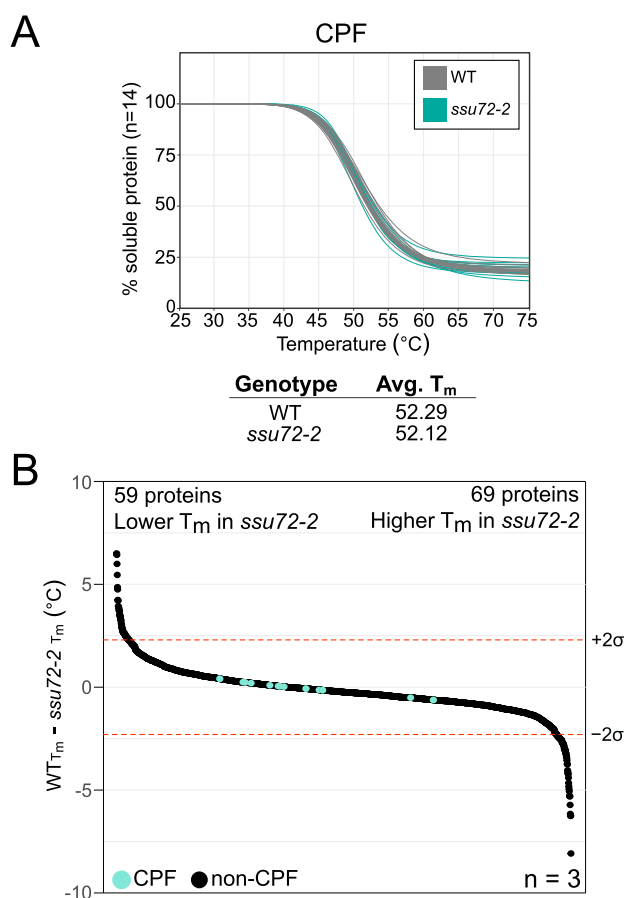 A
CPF
% soluble protein (n=14)
WT
ssu72-2
100
75
50
25
0
25 30 35 40 45 50 55 60 65 70 75
Temperature (°C)
Genotype Avg. Tm
WT 52.29
ssu72-2 52.12
B
59 proteins
Lower Tm in ssu72-2
69 proteins
Higher Tm in ssu72-2
WT Tm - ssu72-2 Tm (°C)
10
5
0
-5
-10
+2σ
−2σ
CPF non-CPF
n = 3